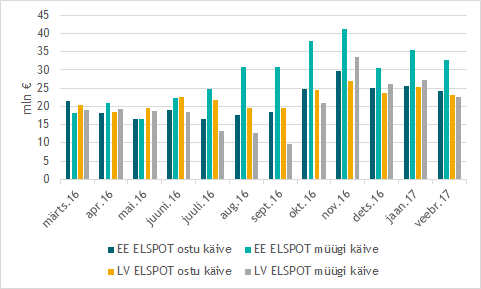 45
40
35
30
25
20
15
10
5
0
mln €
märts.16
apr.16
mai.16
juuni.16
juuli.16
aug.16
sept.16
okt.16
nov.16
dets.16
jaan.17
veebr.17
EE ELSPOT ostu käive EE ELSPOT müügi käive
LV ELSPOT ostu käive LV ELSPOT müügi käive